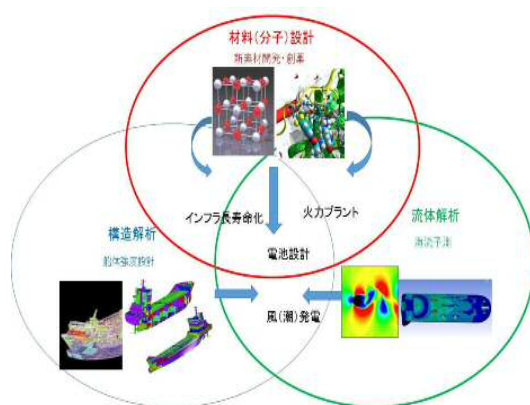 材料(分子)設計
新素材開発・創薬
インフラ長寿命化
火力プラント
構造解析
船体強度設計
電池設計
流体解析
海流予測
風(潮)発電